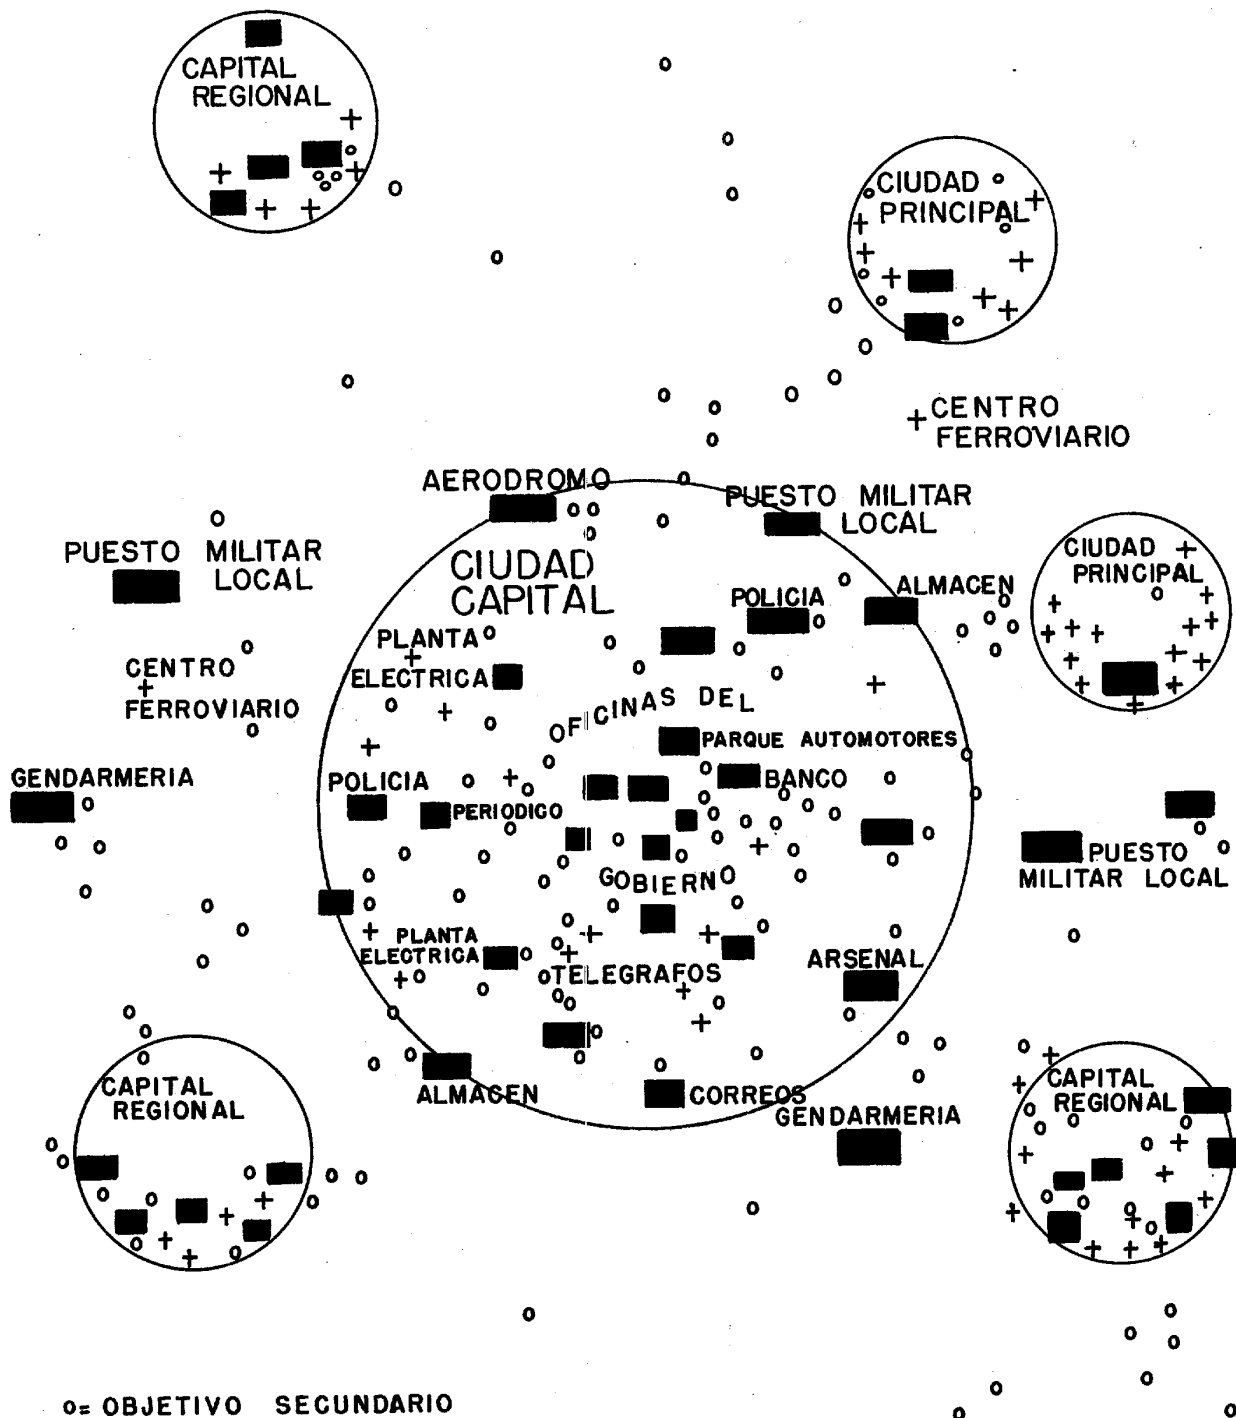 CAPITAL
REGIONAL
CIUDAD
PRINCIPAL
CENTRO
FERROVIARIO
AERODROMO
PUESTO MILITAR
LOCAL
PUESTO MILITAR
LOCAL
CIUDAD
CAPITAL
CIUDAD
PRINCIPAL
POLICIA
ALMACEN
PLANTA
ELECTRICA
CENTRO
FERROVIARIO
OFICINAS DEL
PARQUE AUTOMOTORES
GENDARMERIA
POLICIA
BANCO
PERIODICO
PUESTO
MILITAR LOCAL
GOBIERNO
PLANTA
ELECTRICA
TELEGRAFOS
ARSENAL
ALMACEN
CORREOS
GENDARMERIA
CAPITAL
REGIONAL
CAPITAL
REGIONAL
o= OBJETIVO SECUNDARIO